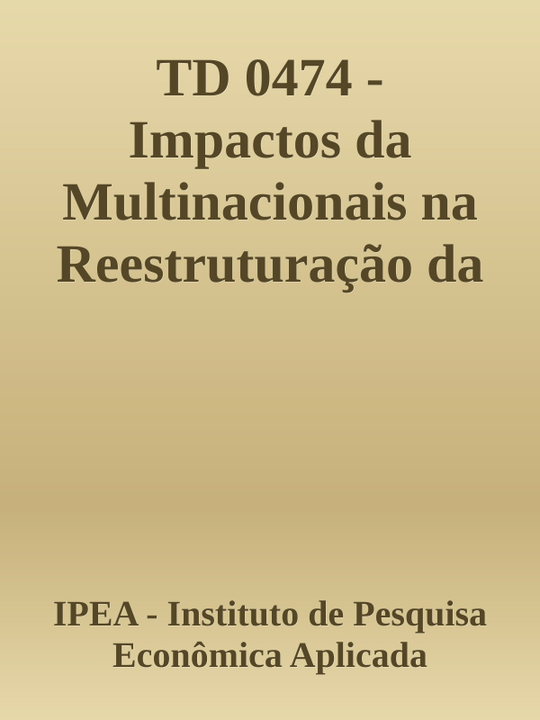 TD 0474 -
Impactos da
Multinacionais na
Reestruturação da
IPEA - Instituto de Pesquisa
Econômica Aplicada